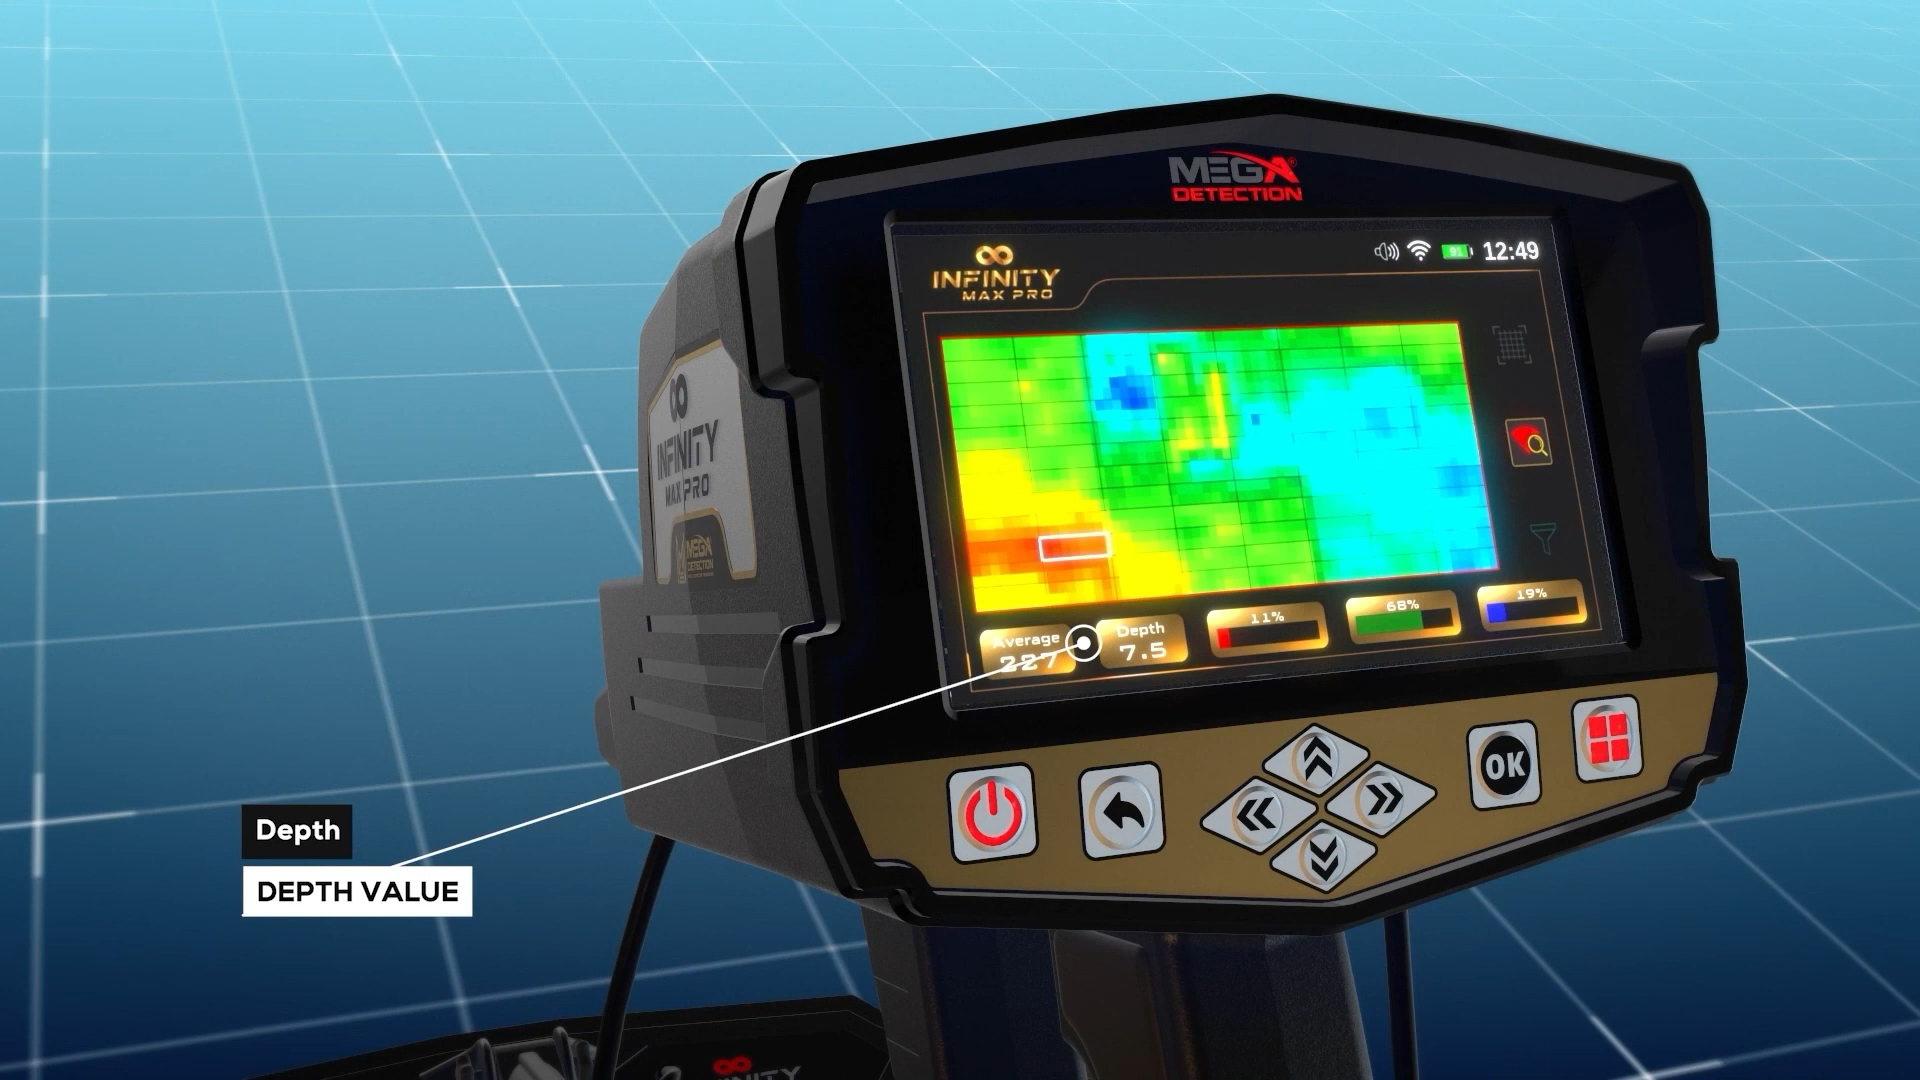 MEGA
DETECTION
INFINITY
MAX PRO
91
12:49
INFINITY
MAX PRO
MEGA
DETECTION
Average
227
Depth
7.5
11%
68%
19%
OK
Depth
DEPTH VALUE